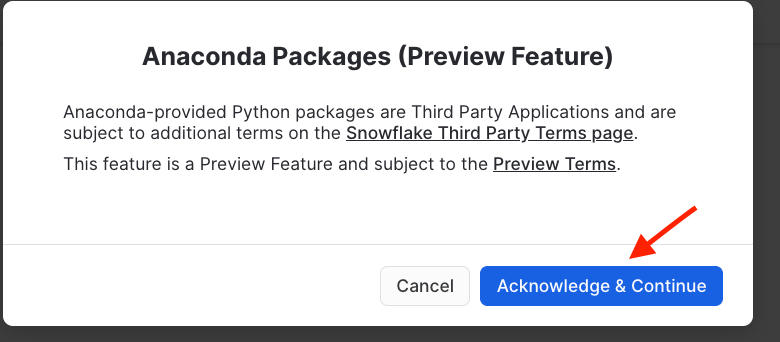 Anaconda Packages (Preview Feature)
Anaconda-provided Python packages are Third Party Applications and are
subject to additional terms on the Snowflake Third Party Terms page.
This feature is a Preview Feature and subject to the Preview Terms.
Cancel
Acknowledge & Continue